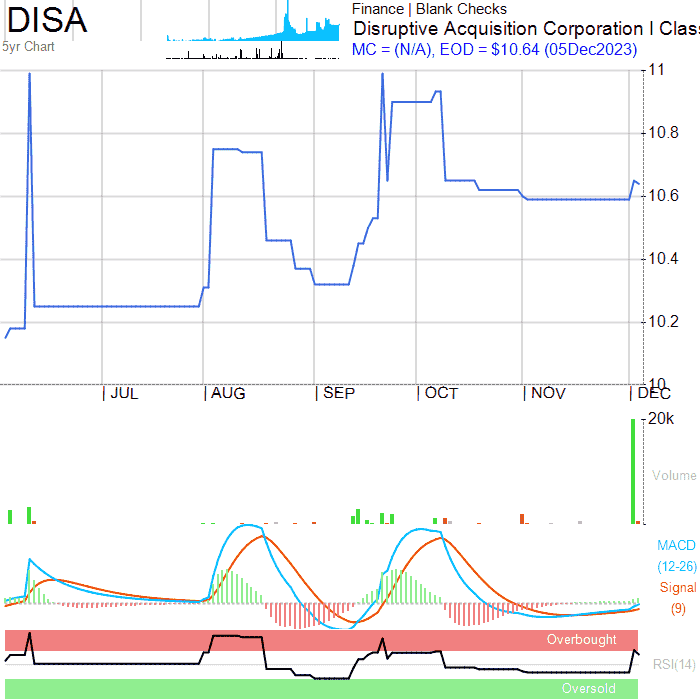 DISA
5yr Chart
Finance | Blank Checks
Disruptive Acquisition Corporation I Clas
MC = (N/A), EOD = $10.64 (05Dec2023)
11
10.8
10.6
10.4
10.2
10
JUL AUG SEP OCT NOV DEC
20k
Volume
MACD
(12-26)
Signal
(9)
Overbought
RSI(14)
Oversold